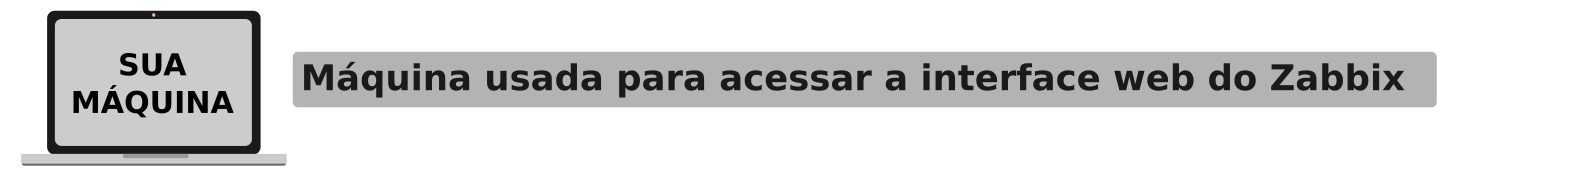 SUA
MÁQUINA
Máquina usada para acessar a interface web do Zabbix